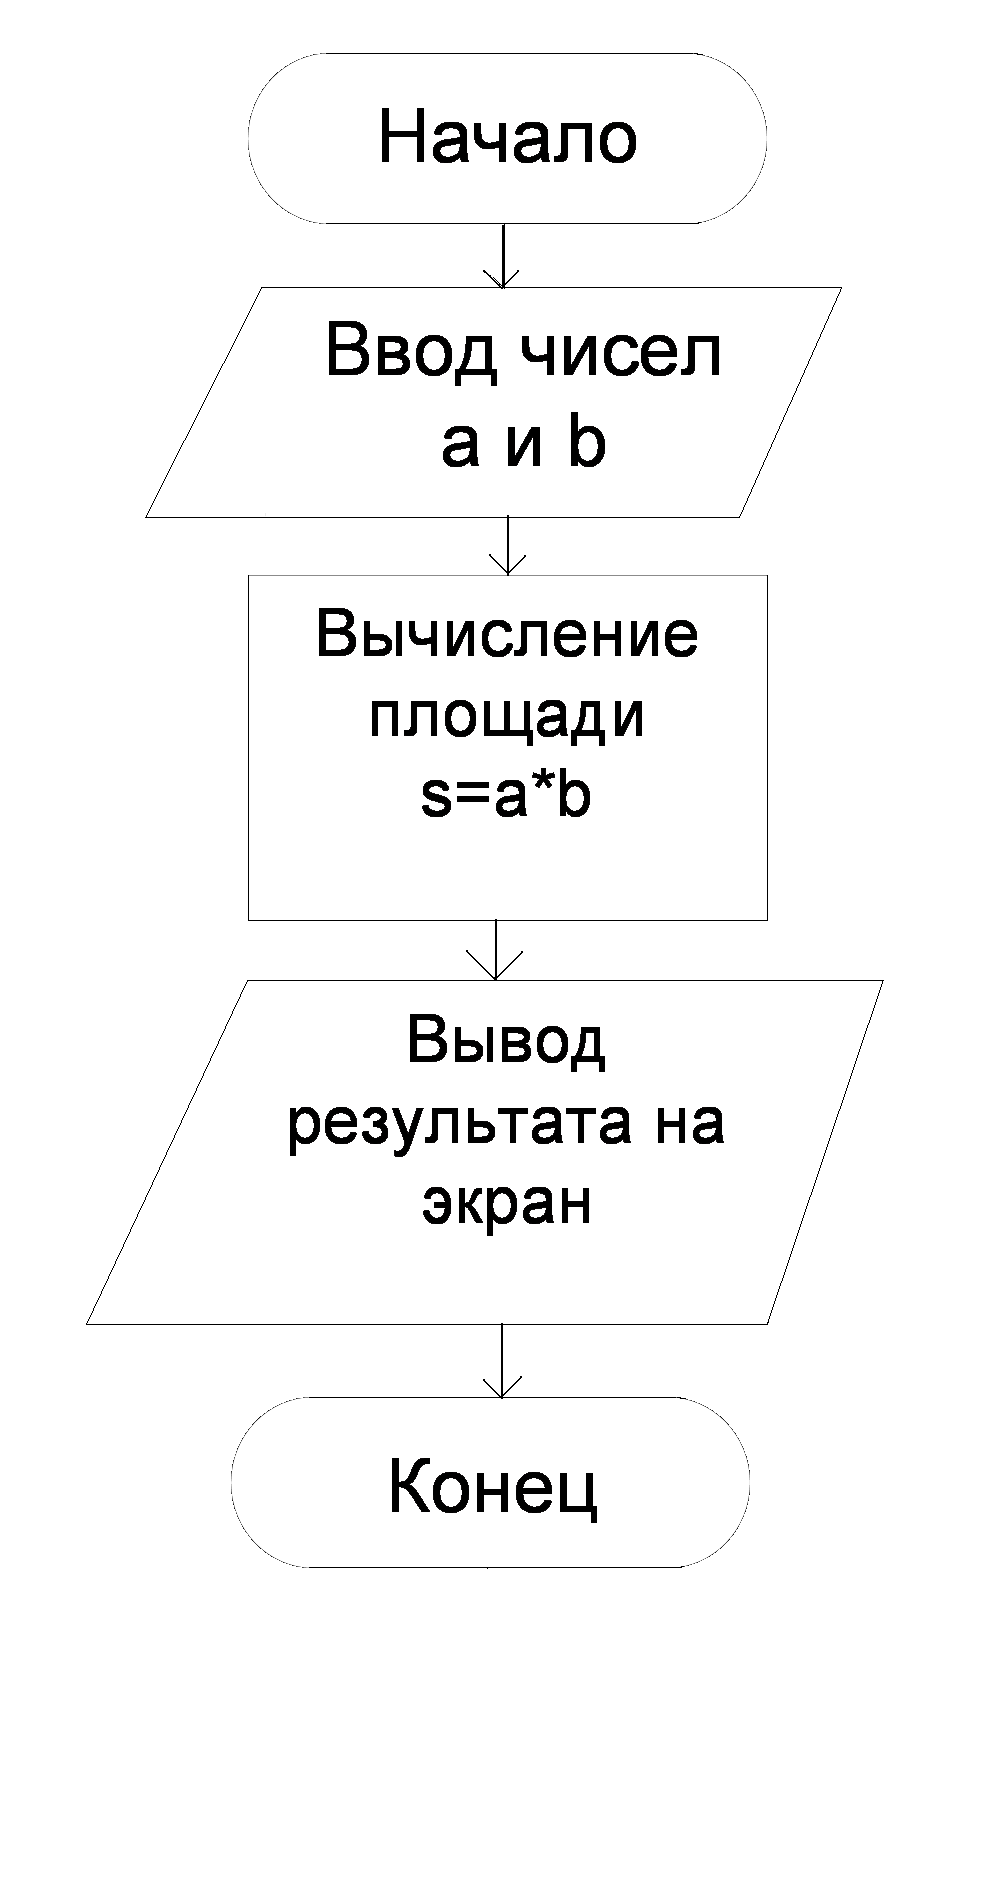 Начало
Ввод чисел
a и b
Вычисление
площади
s=a*b
Вывод
результата на
экран
Конец